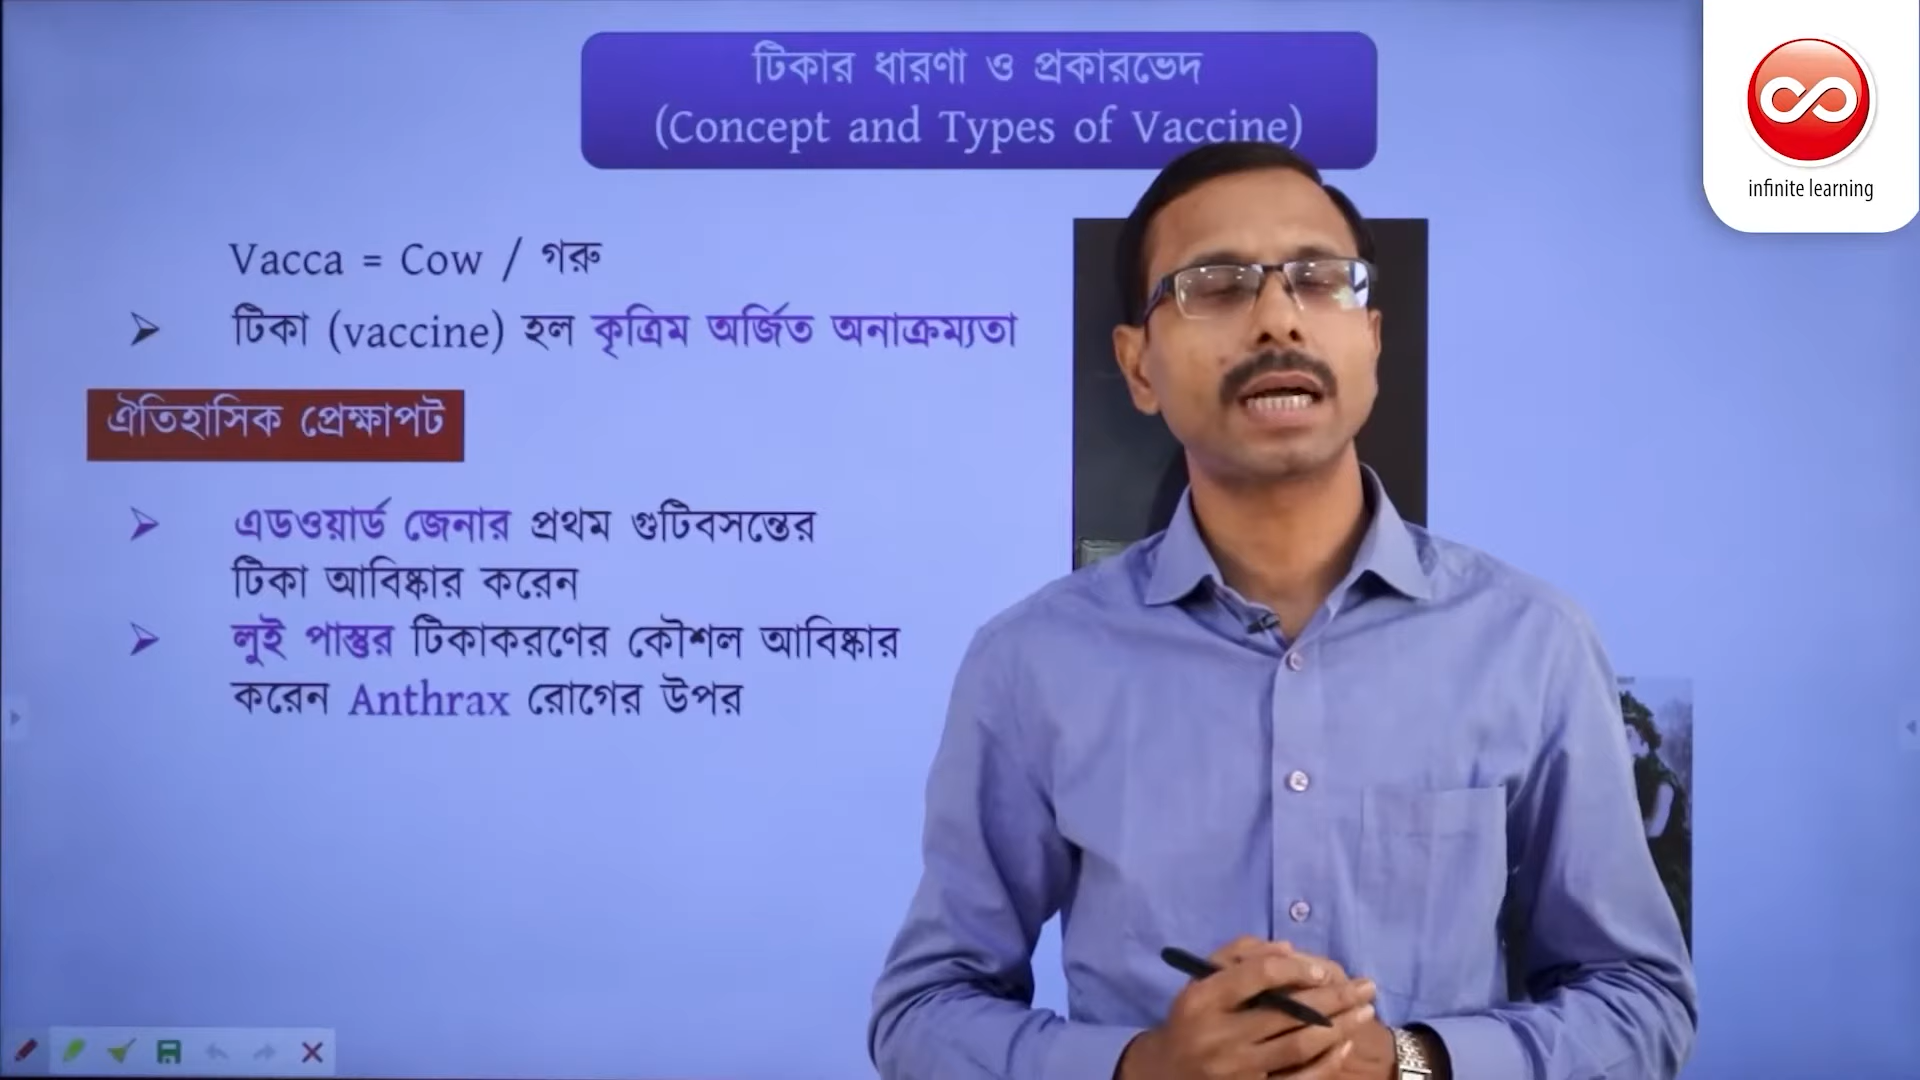 টিকার ধারণা ও প্রকারভেদ
(Concept and Types of Vaccine)
infinite learning
Vacca = Cow / গরু
টিকা (vaccine) হল কৃত্রিম অর্জিত অনাক্রম্যতা
ঐতিহাসিক প্রেক্ষাপট
এডওয়ার্ড জেনার প্রথম গুটিবসন্তের
টিকা আবিষ্কার করেন
লুই পাস্তুর টিকাকরণের কৌশল আবিষ্কার
করেন Anthrax রোগের উপর